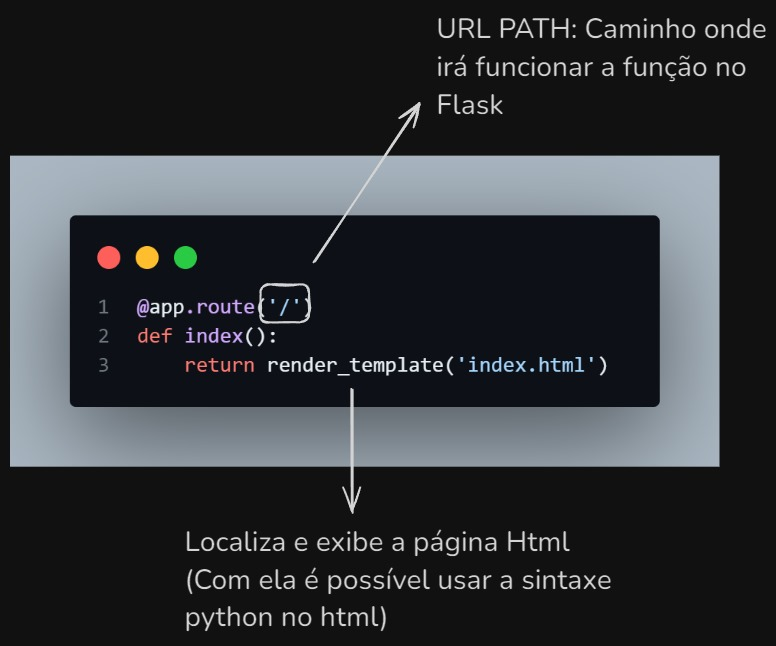 URL PATH: Caminho onde
irá funcionar a função no
Flask
1 @app.route('/')
2 def index():
3     return render_template('index.html')
Localiza e exibe a página Html
(Com ela é possível usar a sintaxe
python no html)